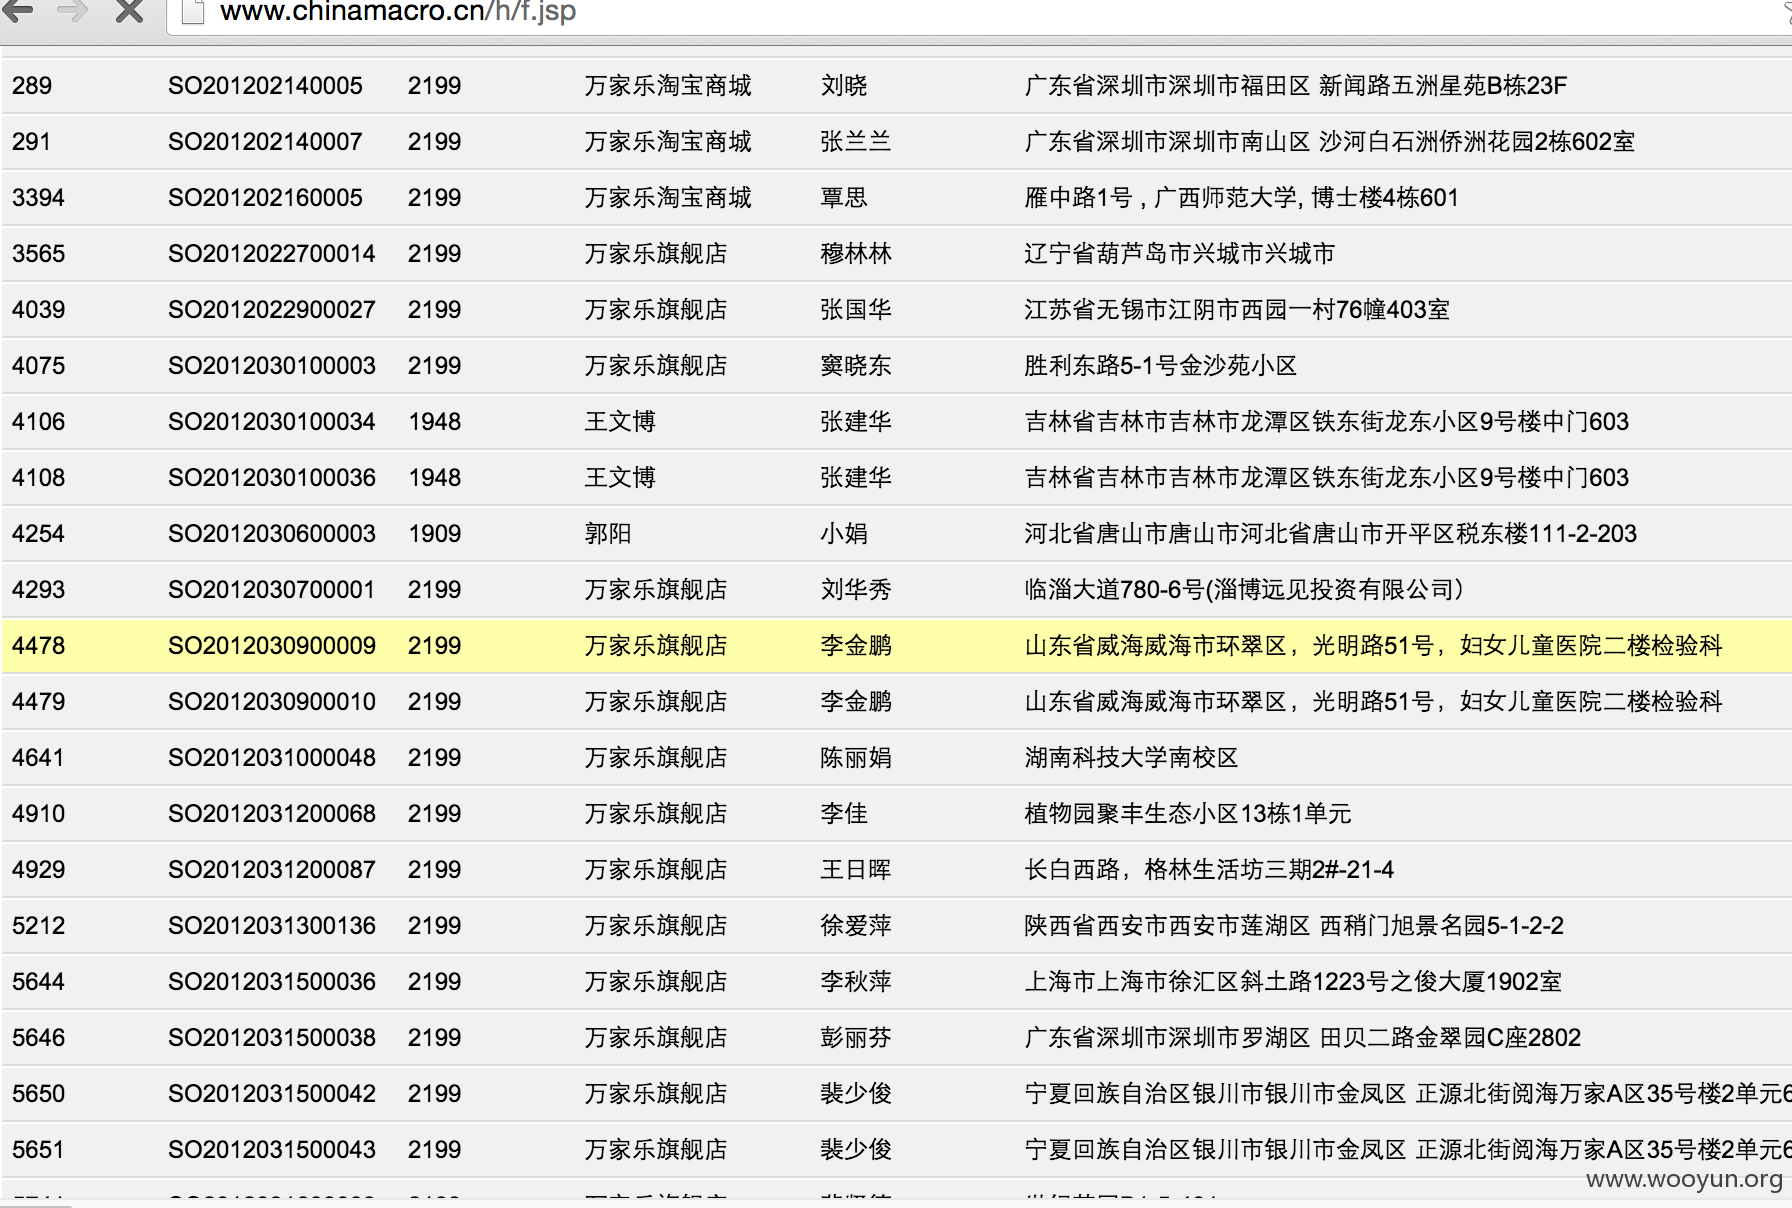 www.chinamacro.cn/h/f.jsp
289 SO201202140005 2199 万家乐淘宝商城 刘晓 广东省深圳市深圳市福田区 新闻路五洲星苑B栋23F
291 SO201202140007 2199 万家乐淘宝商城 张兰兰 广东省深圳市深圳市南山区 沙河白石洲侨洲花园2栋602室
3394 SO201202160005 2199 万家乐淘宝商城 覃思 雁中路1号 , 广西师范大学, 博士楼4栋601
3565 SO2012022700014 2199 万家乐旗舰店 穆林林 辽宁省葫芦岛市兴城市兴城市
4039 SO2012022900027 2199 万家乐旗舰店 张国华 江苏省无锡市江阴市西园一村76幢403室
4075 SO2012030100003 2199 万家乐旗舰店 窦晓东 胜利东路5-1号金沙苑小区
4106 SO2012030100034 1948 王文博 张建华 吉林省吉林市吉林市龙潭区铁东街龙东小区9号楼中门603
4108 SO2012030100036 1948 王文博 张建华 吉林省吉林市吉林市龙潭区铁东街龙东小区9号楼中门603
4254 SO2012030600003 1909 郭阳 小娟 河北省唐山市唐山市河北省唐山市开平区税东楼111-2-203
4293 SO2012030700001 2199 万家乐旗舰店 刘华秀 临淄大道780-6号(淄博远见投资有限公司）
4478 SO2012030900009 2199 万家乐旗舰店 李金鹏 山东省威海威海市环翠区，光明路51号，妇女儿童医院二楼检验科
4479 SO2012030900010 2199 万家乐旗舰店 李金鹏 山东省威海威海市环翠区，光明路51号，妇女儿童医院二楼检验科
4641 SO2012031000048 2199 万家乐旗舰店 陈丽娟 湖南科技大学南校区
4910 SO2012031200068 2199 万家乐旗舰店 李佳 植物园聚丰生态小区13栋1单元
4929 SO2012031200087 2199 万家乐旗舰店 王日晖 长白西路，格林生活坊三期2#-21-4
5212 SO2012031300136 2199 万家乐旗舰店 徐爱萍 陕西省西安市西安市莲湖区 西稍门旭景名园5-1-2-2
5644 SO2012031500036 2199 万家乐旗舰店 李秋萍 上海市上海市徐汇区斜土路1223号之俊大厦1902室
5646 SO2012031500038 2199 万家乐旗舰店 彭丽芬 广东省深圳市深圳市罗湖区 田贝二路金翠园C座2802
5650 SO2012031500042 2199 万家乐旗舰店 裴少俊 宁夏回族自治区银川市银川市金凤区 正源北街阅海万家A区35号楼2单元6
5651 SO2012031500043 2199 万家乐旗舰店 裴少俊 宁夏回族自治区银川市银川市金凤区 正源北街阅海万家A区35号楼2单元6
www.wooyun.org